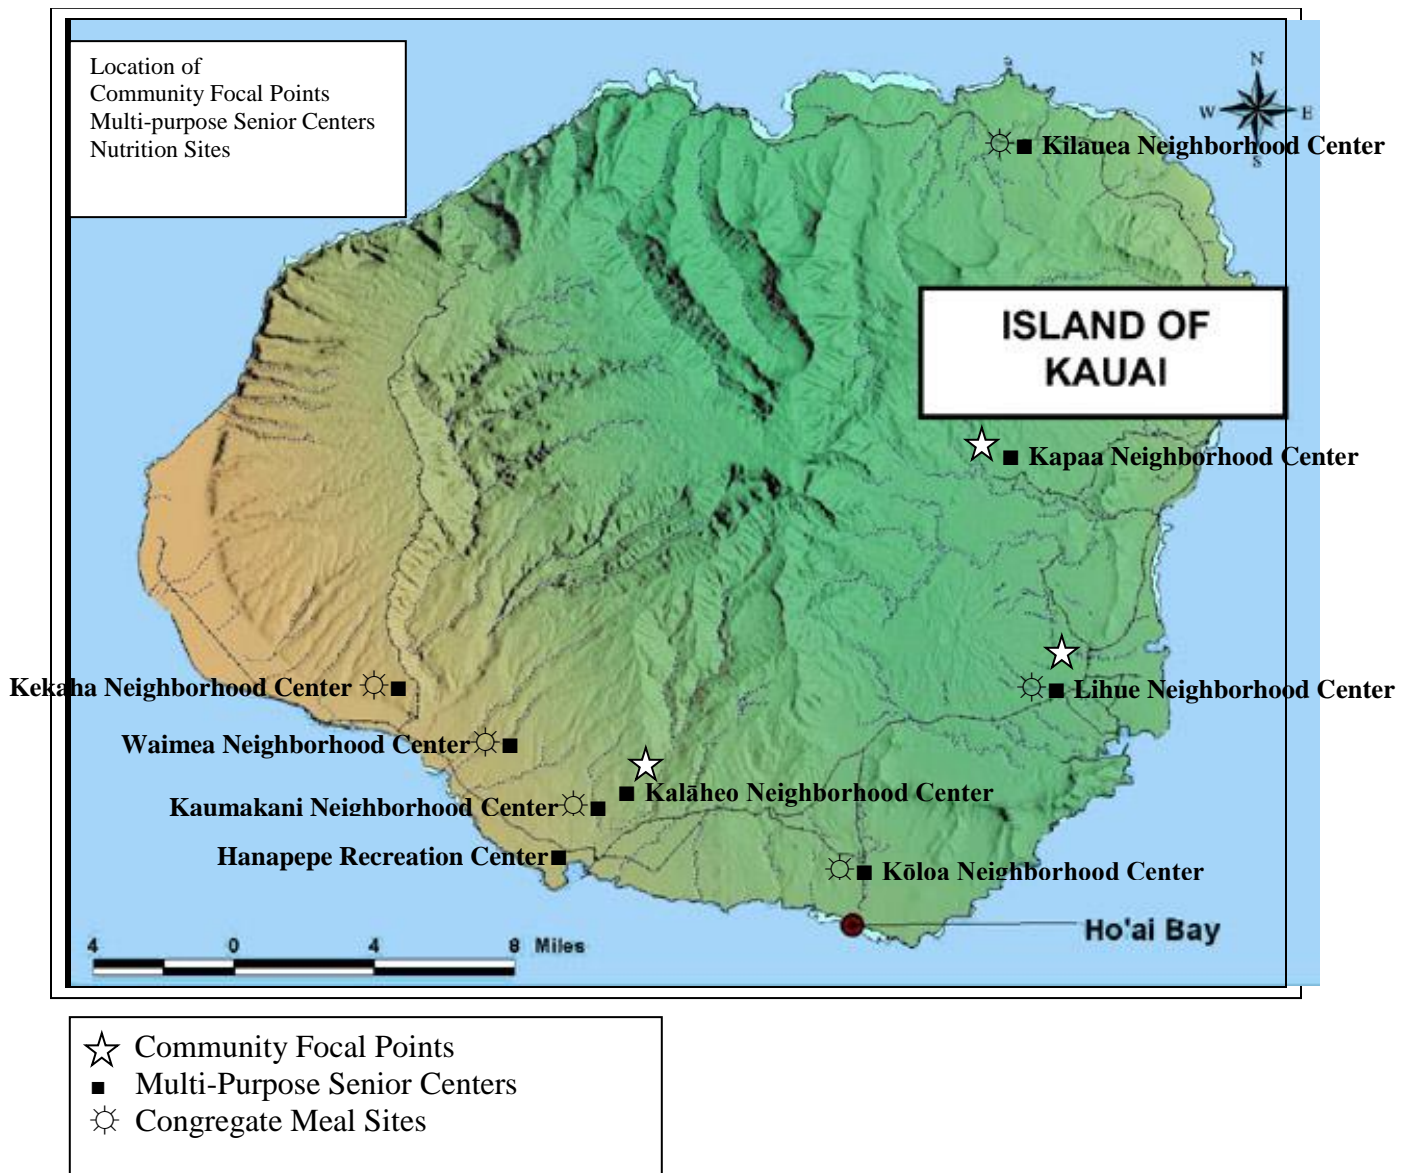 Location of
Community Focal Points
Multi-purpose Senior Centers
Nutrition Sites
N
W E
S
Kilauea Neighborhood Center
ISLAND OF
KAUAI
Kapaa Neighborhood Center
Kekaha Neighborhood Center
Lihue Neighborhood Center
Waimea Neighborhood Center
Kalāheo Neighborhood Center
Kaumakani Neighborhood Center
Hanapepe Recreation Center
Kōloa Neighborhood Center
Ho'ai Bay
4 0 4 8 Miles
Community Focal Points
Multi-Purpose Senior Centers
Congregate Meal Sites